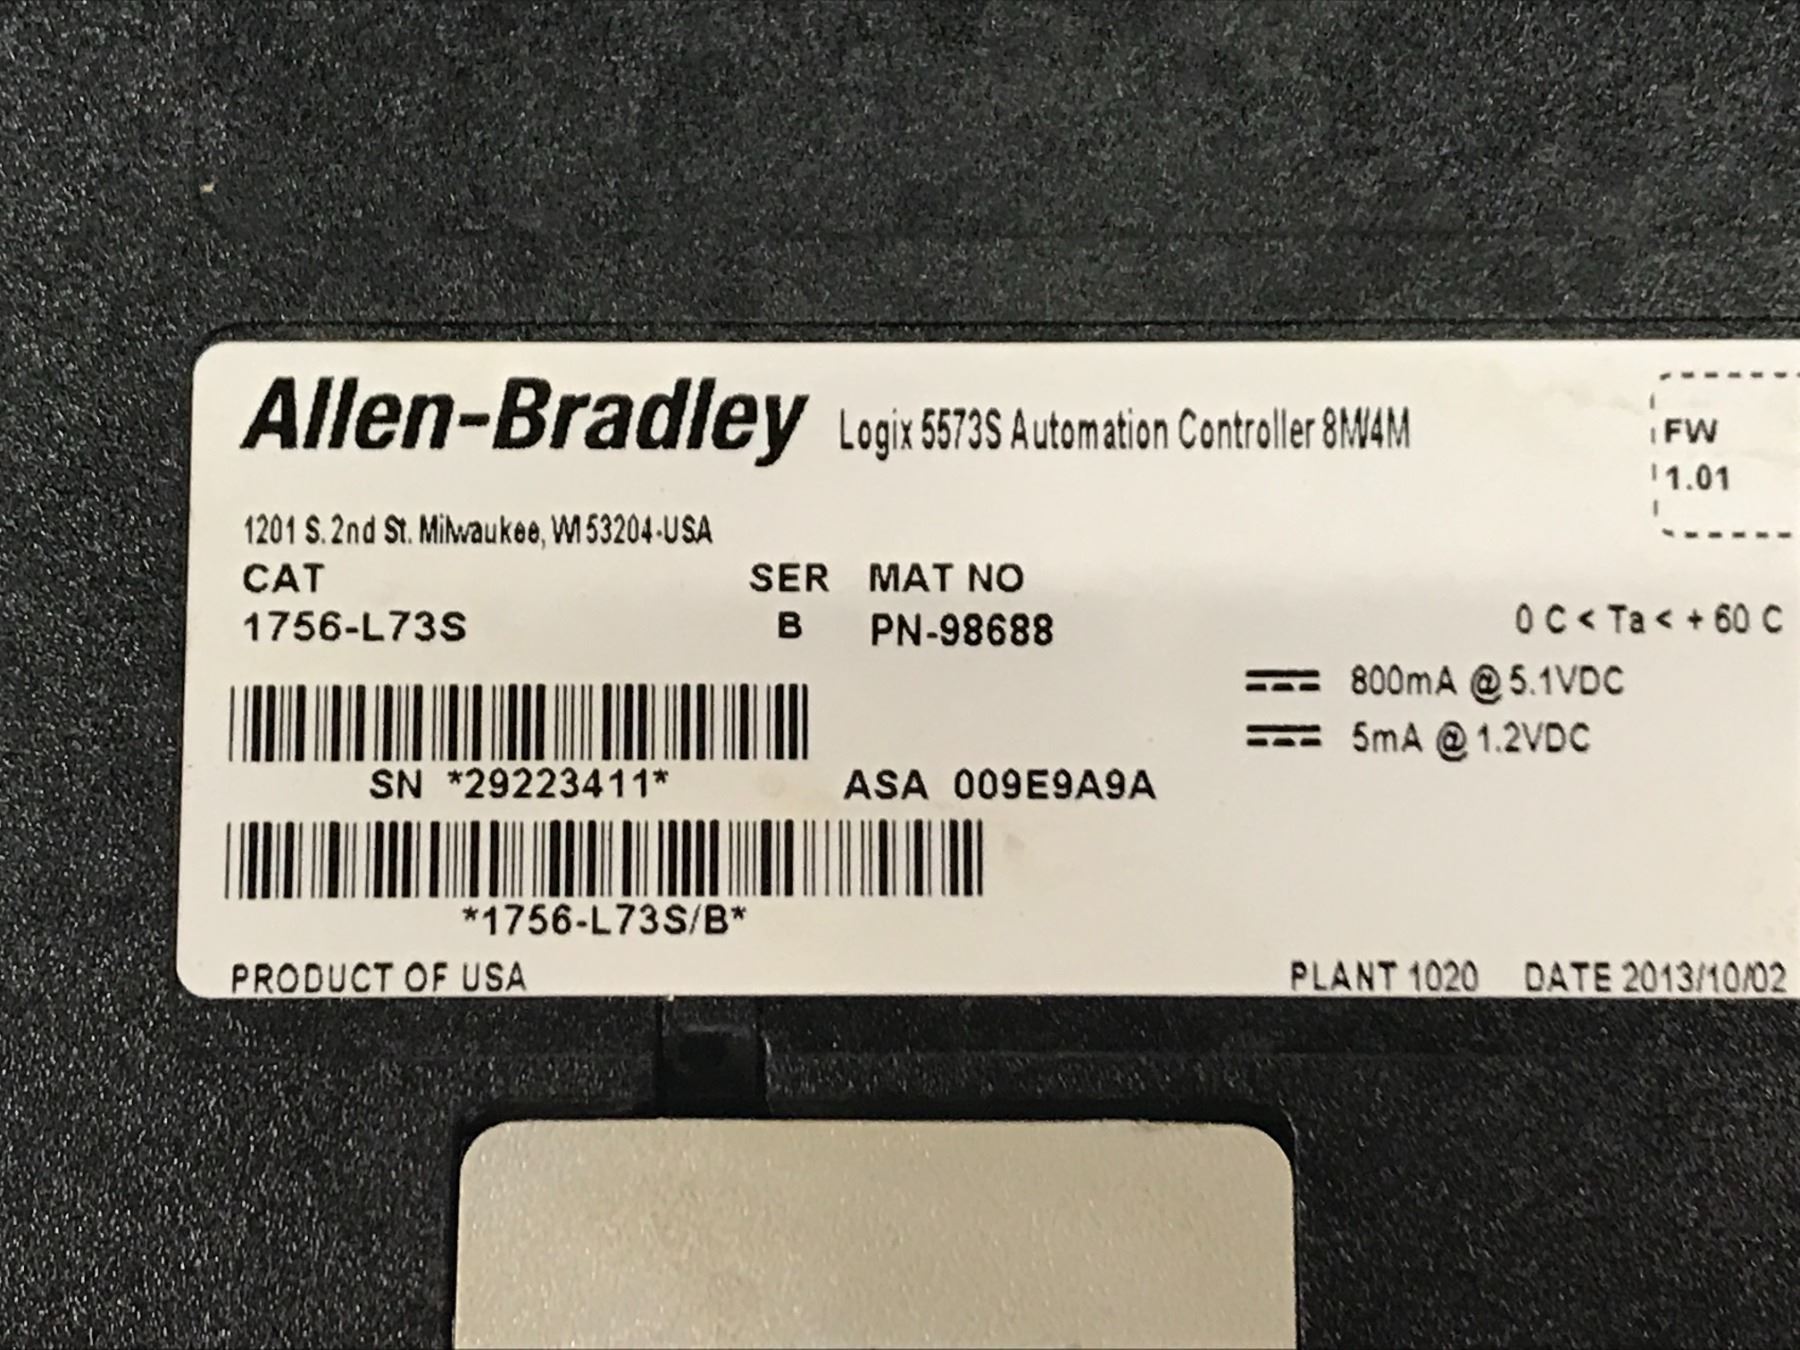 Allen-Bradley Logix 5573S Automation Controller 8M/4M
FW
1.01
1201 S. 2nd St. Milwaukee, WI 53204-USA
CAT SER MAT NO
1756-L73S B PN-98688
0 C < Ta < + 60 C
800mA @ 5.1VDC
5mA @ 1.2VDC
SN *29223411* ASA 009E9A9A
*1756-L73S/B*
PRODUCT OF USA PLANT 1020 DATE 2013/10/02